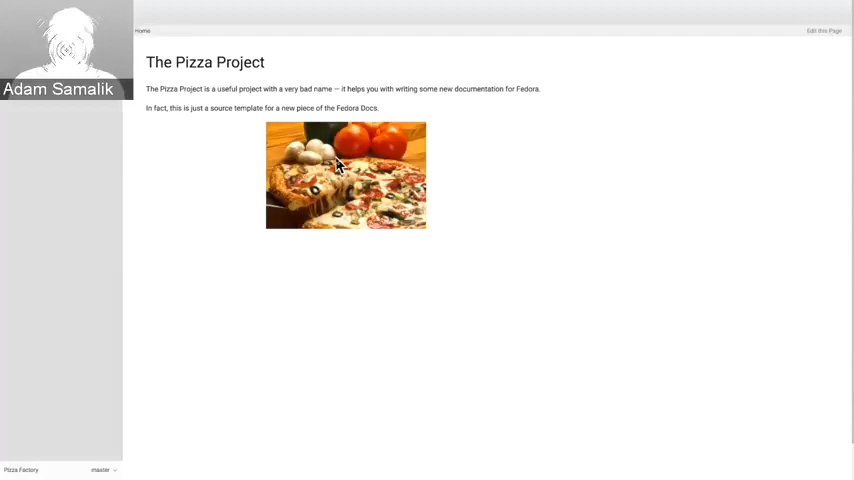 Home
Edit this Page
Adam Samalik
The Pizza Project
The Pizza Project is a useful project with a very bad name — it helps you with writing some new documentation for Fedora.
In fact, this is just a source template for a new piece of the Fedora Docs.
Pizza Factory
master